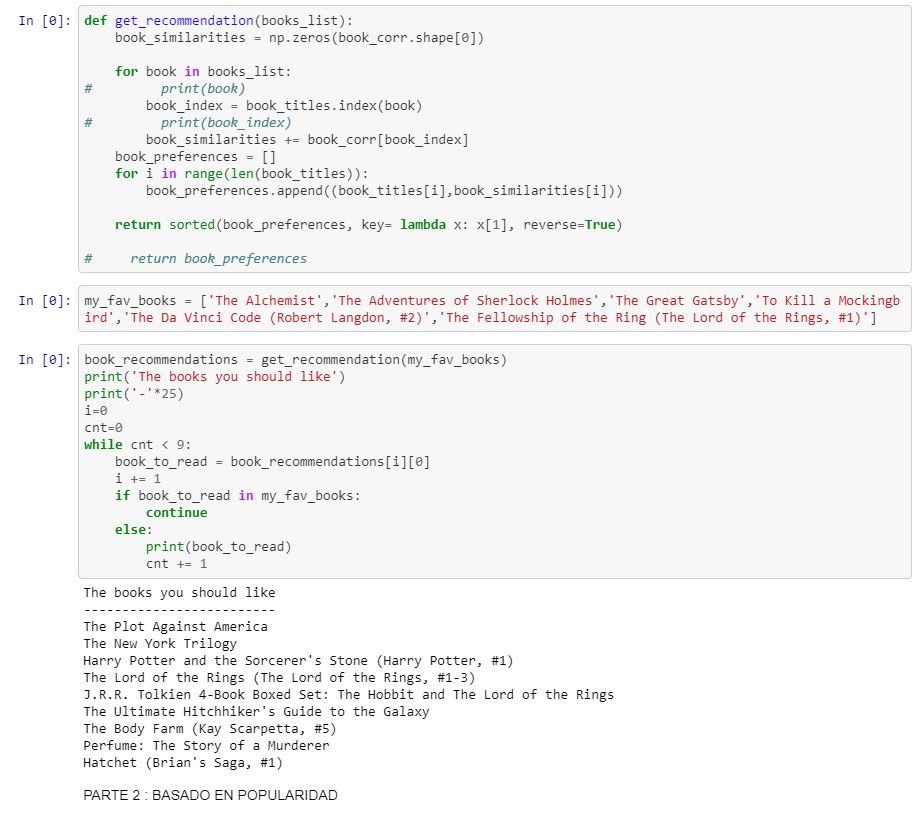 In [0]: def get_recommendation(books_list):
    book_similarities = np.zeros(book_corr.shape[0])
    for book in books_list:
#         print(book)
        book_index = book_titles.index(book)
#         print(book_index)
        book_similarities += book_corr[book_index]
    book_preferences = []
    for i in range(len(book_titles)):
        book_preferences.append((book_titles[i],book_similarities[i]))
    return sorted(book_preferences, key= lambda x: x[1], reverse=True)
#     return book_preferences
In [0]: my_fav_books = ['The Alchemist','The Adventures of Sherlock Holmes','The Great Gatsby','To Kill a Mockingb
ird','The Da Vinci Code (Robert Langdon, #2)','The Fellowship of the Ring (The Lord of the Rings, #1)']
In [0]: book_recommendations = get_recommendation(my_fav_books)
print('The books you should like')
print('-'*25)
i=0
cnt=0
while cnt < 9:
    book_to_read = book_recommendations[i][0]
    i += 1
    if book_to_read in my_fav_books:
        continue
    else:
        print(book_to_read)
        cnt += 1
The books you should like
-------------------------
The Plot Against America
The New York Trilogy
Harry Potter and the Sorcerer's Stone (Harry Potter, #1)
The Lord of the Rings (The Lord of the Rings, #1-3)
J.R.R. Tolkien 4-Book Boxed Set: The Hobbit and The Lord of the Rings
The Ultimate Hitchhiker's Guide to the Galaxy
The Body Farm (Kay Scarpetta, #5)
Perfume: The Story of a Murderer
Hatchet (Brian's Saga, #1)
PARTE 2 : BASADO EN POPULARIDAD